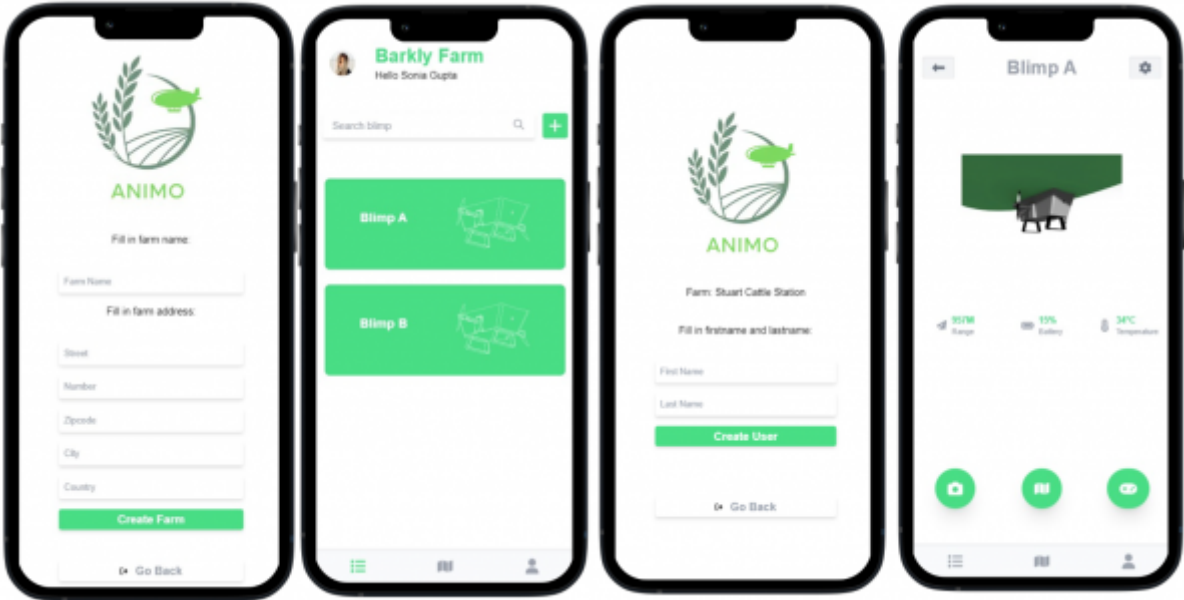 ANIMO
Fill in farm name:
Farm Name
Fill in farm address:
Street
Number
Zipcode
City
Country
Create Farm
Go Back
Barkly Farm
Hello Sonia Gupta
Search blimp
Blimp A
Blimp B
ANIMO
Farm: Stuart Cattle Station
Fill in firstname and lastname:
First Name
Last Name
Create User
Go Back
Blimp A
957M
Range
15%
Battery
34°C
Temperature